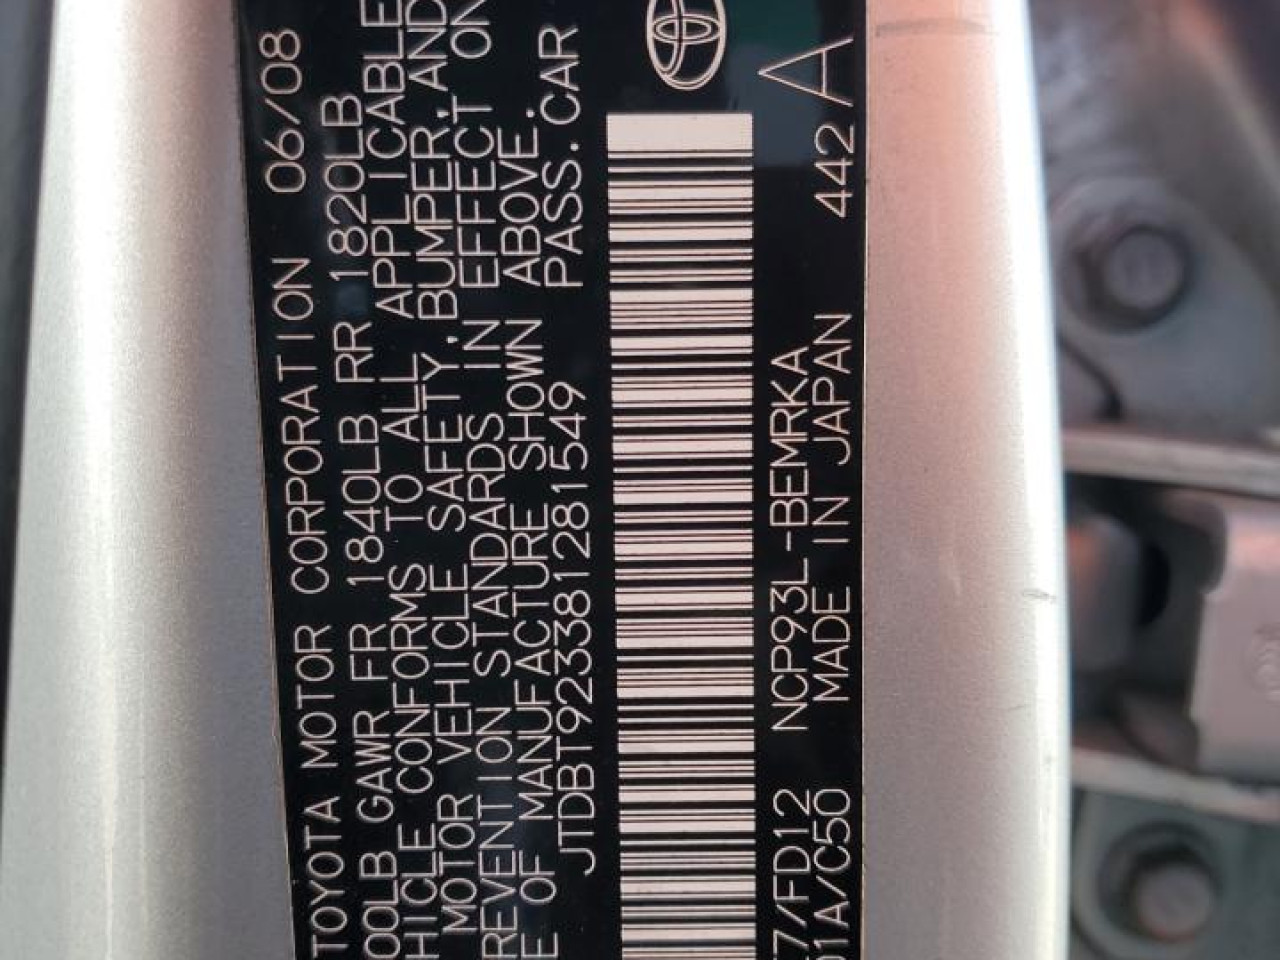 TOYOTA MOTOR CORPORATION 06/08
00LB GAWR FR 1840LB RR 1820LB
HICLE CONFORMS TO ALL APPLICABLE
MOTOR VEHICLE SAFETY, BUMPER, AND
REVENTION STANDARDS IN EFFECT ON
E OF MANUFACTURE SHOWN ABOVE.
JTDBT923381281549 PASS. CAR
7/FD12 NCP93L-BEMRKA 442 A
01A/C50 MADE IN JAPAN